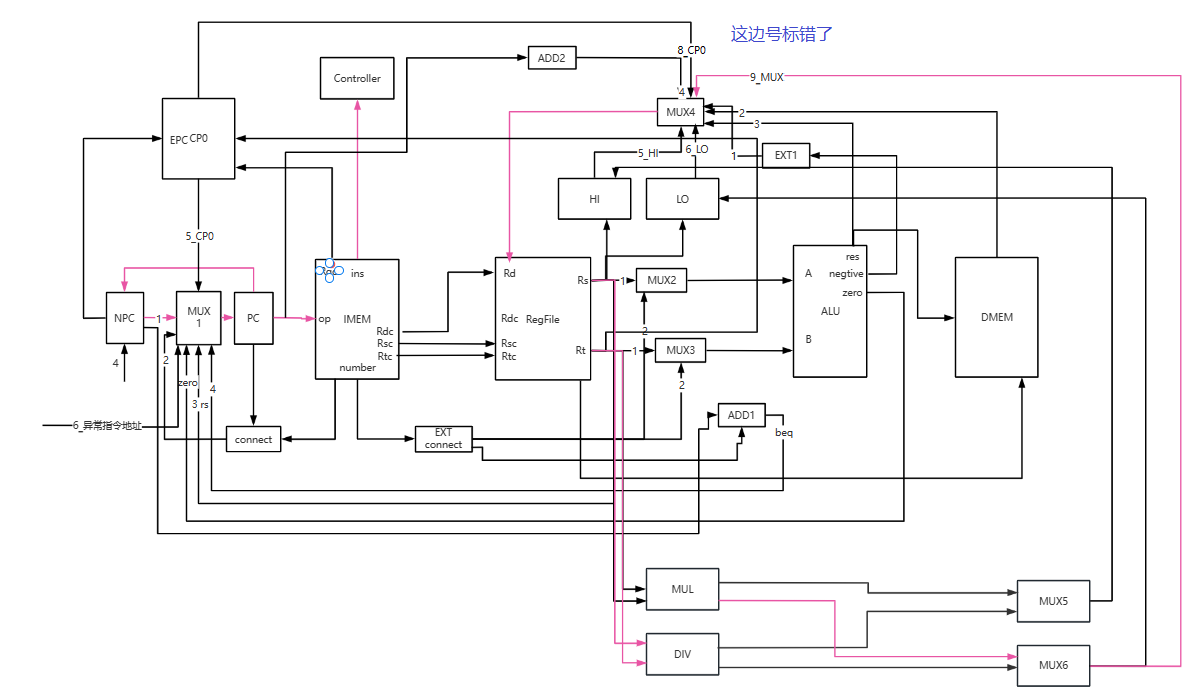 这边号标错了
8_CP0
ADD2
Controller
9_MUX
4
MUX4
2
3
EPC CP0
5_HI
6_LO
1
EXT1
HI
LO
5_CP0
res
ins
Rd
Rs
1
MUX2
A
negtive
zero
NPC
1
MUX
1
PC
op
IMEM
Rdc
RegFile
ALU
DMEM
Rdc
Rsc
Rtc
2
Rsc
Rtc
Rt
1
MUX3
B
4
2
number
zero
4
3 rs
2
6_异常指令地址
connect
EXT
connect
ADD1
beq
MUL
MUX5
DIV
MUX6